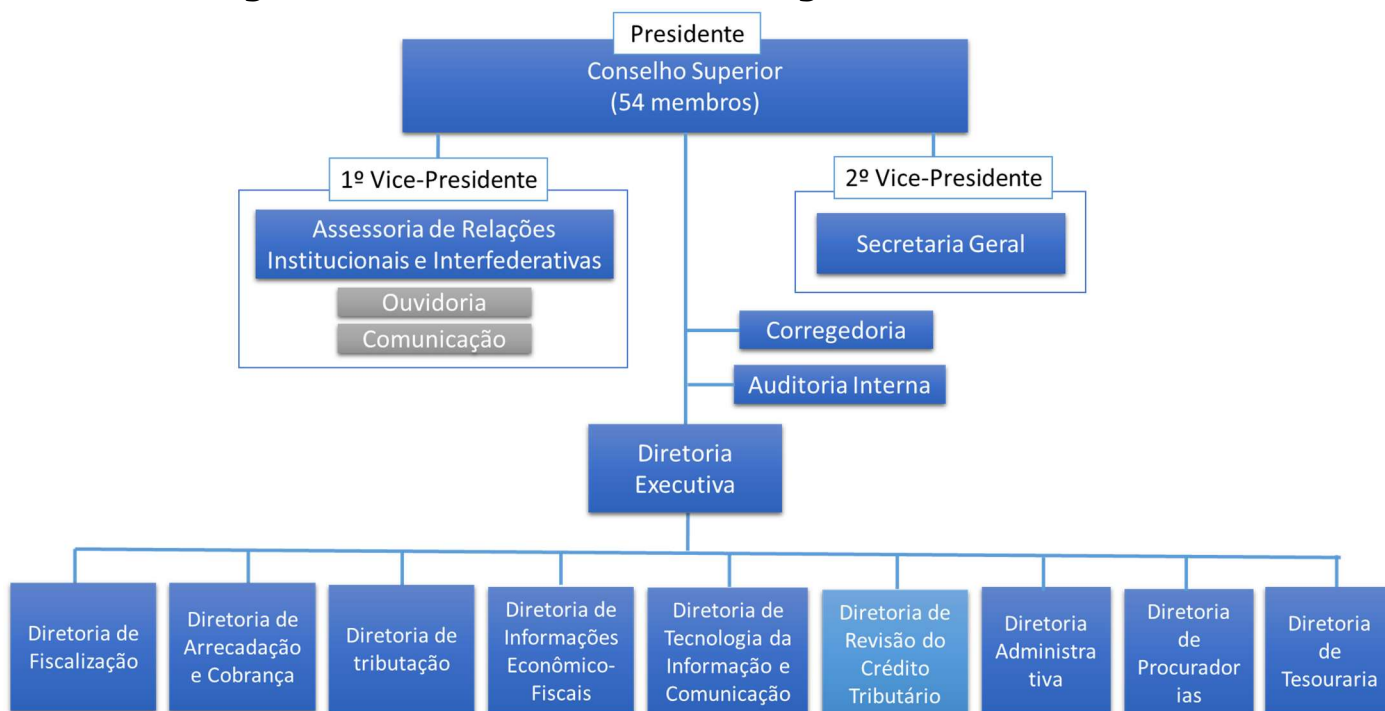 Presidente
Conselho Superior
(54 membros)
1º Vice-Presidente
2º Vice-Presidente
Assessoria de Relações
Institucionais e Interfederativas
Secretaria Geral
Ouvidoria
Comunicação
Corregedoria
Auditoria Interna
Diretoria
Executiva
Diretoria de
Fiscalização
Diretoria de
Arrecadação
e Cobrança
Diretoria de
tributação
Diretoria de
Informações
Econômico-
Fiscais
Diretoria de
Tecnologia da
Informação e
Comunicação
Diretoria de
Revisão do
Crédito
Tributário
Diretoria
Administra
tiva
Diretoria
de
Procurador
ias
Diretoria
de
Tesouraria